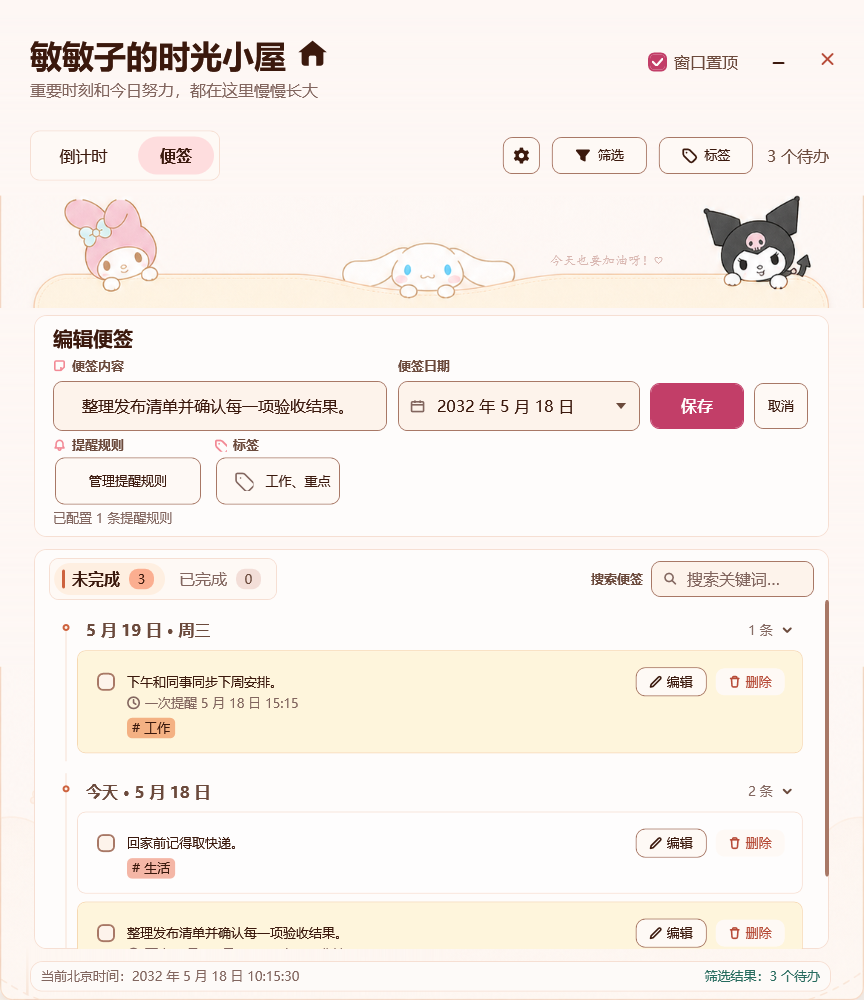 敏敏子的时光小屋
重要时刻和今日努力，都在这里慢慢长大
窗口置顶
倒计时 便签
筛选 标签 3 个待办
今天也要加油呀！♡
编辑便签
便签内容 便签日期
整理发布清单并确认每一项验收结果。 2032 年 5 月 18 日 保存 取消
提醒规则 标签
管理提醒规则 工作、重点
已配置 1 条提醒规则
未完成 3 已完成 0 搜索便签 搜索关键词...
5 月 19 日 • 周三 1 条
下午和同事同步下周安排。 编辑 删除
一次提醒 5 月 18 日 15:15
# 工作
今天 • 5 月 18 日 2 条
回家前记得取快递。 编辑 删除
# 生活
整理发布清单并确认每一项验收结果。 编辑 删除
当前北京时间：2032 年 5 月 18 日 10:15:30 筛选结果：3 个待办